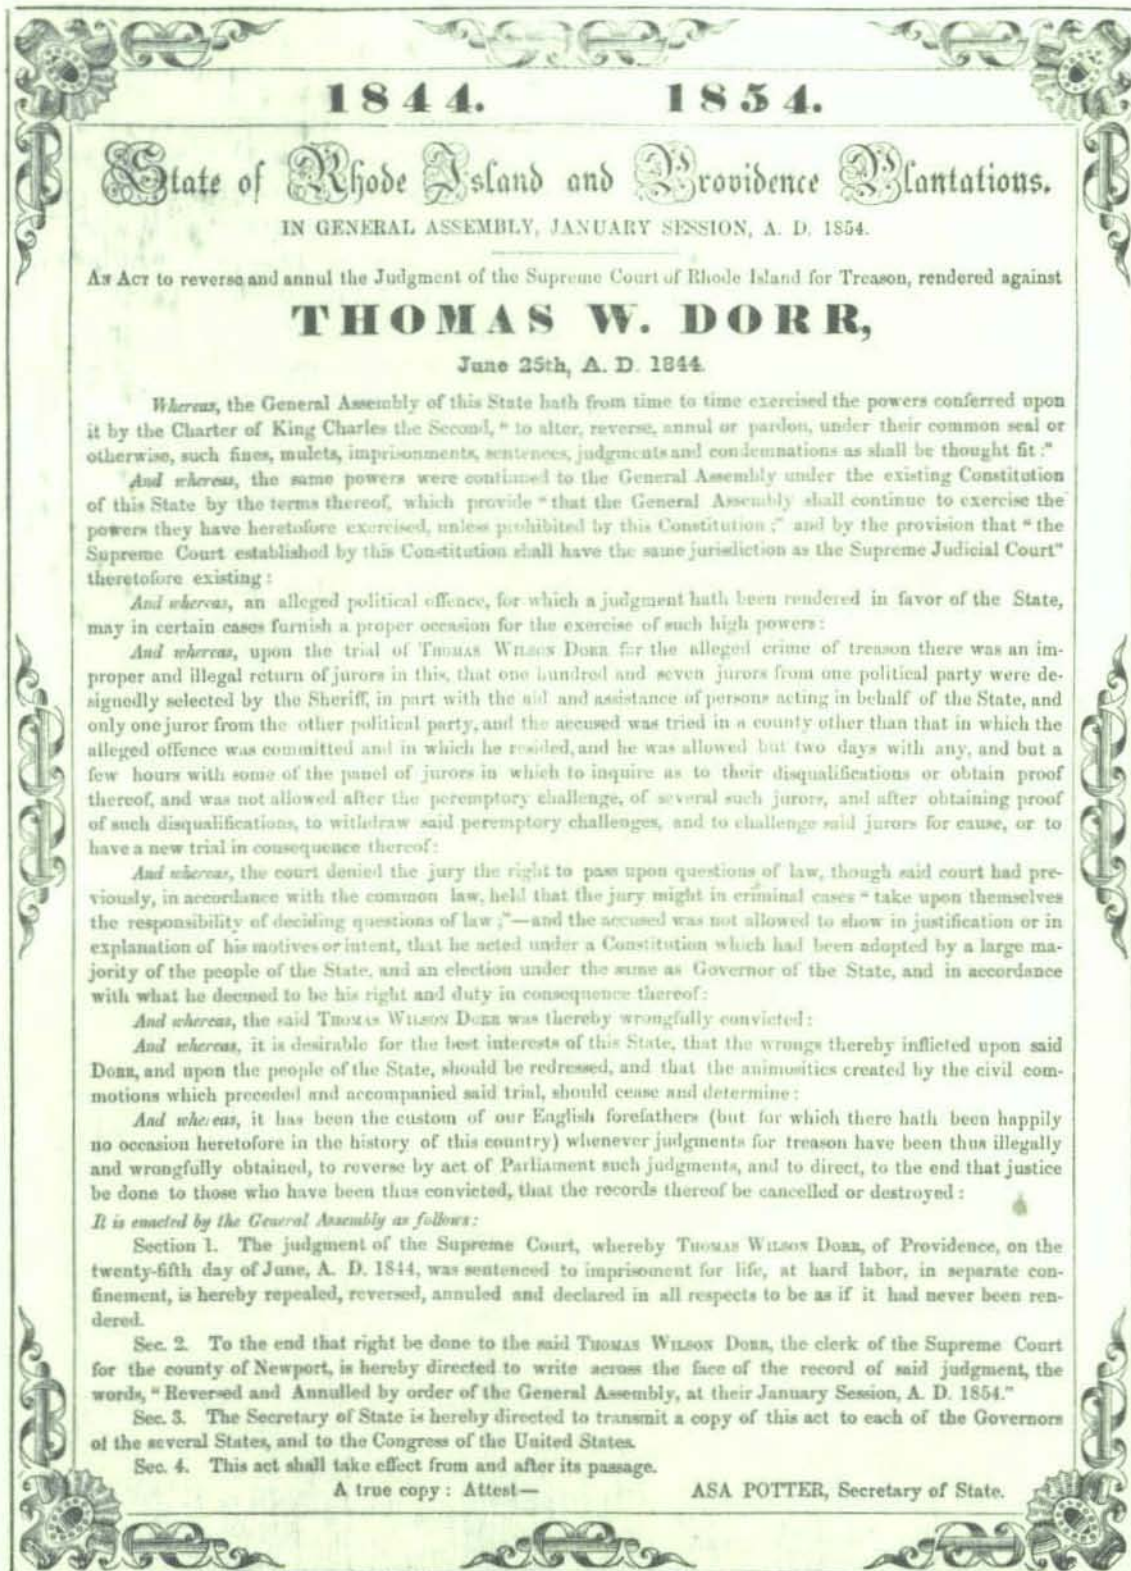 1844. 1854.
State of Rhode Island and Providence Plantations.
IN GENERAL ASSEMBLY, JANUARY SESSION, A. D. 1854.
AN ACT to reverse and annul the Judgment of the Supreme Court of Rhode Island for Treason, rendered against
THOMAS W. DORR,
June 25th, A. D. 1844.
Whereas, the General Assembly of this State hath from time to time exercised the powers conferred upon
it by the Charter of King Charles the Second, "to alter, reverse, annul or pardon, under their common seal or
otherwise, such fines, mulcts, imprisonments, sentences, judgments and condemnations as shall be thought fit:"
And whereas, the same powers were continued to the General Assembly under the existing Constitution
of this State by the terms thereof, which provide "that the General Assembly shall continue to exercise the
powers they have heretofore exercised, unless prohibited by this Constitution;" and by the provision that "the
Supreme Court established by this Constitution shall have the same jurisdiction as the Supreme Judicial Court"
theretofore existing:
And whereas, an alleged political offence, for which a judgment hath been rendered in favor of the State,
may in certain cases furnish a proper occasion for the exercise of such high powers:
And whereas, upon the trial of THOMAS WILSON DORR for the alleged crime of treason there was an im-
proper and illegal return of jurors in this, that one hundred and seven jurors from one political party were de-
signedly selected by the Sheriff, in part with the aid and assistance of persons acting in behalf of the State, and
only one juror from the other political party, and the accused was tried in a county other than that in which the
alleged offence was committed and in which he resided, and he was allowed but two days with any, and but a
few hours with some of the panel of jurors in which to inquire as to their disqualifications or obtain proof
thereof, and was not allowed after the peremptory challenge, of several such jurors, and after obtaining proof
of such disqualifications, to withdraw said peremptory challenges, and to challenge said jurors for cause, or to
have a new trial in consequence thereof:
And whereas, the court denied the jury the right to pass upon questions of law, though said court had pre-
viously, in accordance with the common law, held that the jury might in criminal cases "take upon themselves
the responsibility of deciding questions of law;"—and the accused was not allowed to show in justification or in
explanation of his motives or intent, that he acted under a Constitution which had been adopted by a large ma-
jority of the people of the State, and an election under the same as Governor of the State, and in accordance
with what he deemed to be his right and duty in consequence thereof:
And whereas, the said THOMAS WILSON DORR was thereby wrongfully convicted:
And whereas, it is desirable for the best interests of this State, that the wrongs thereby inflicted upon said
DORR, and upon the people of the State, should be redressed, and that the animosities created by the civil com-
motions which preceded and accompanied said trial, should cease and determine:
And whereas, it has been the custom of our English forefathers (but for which there hath been happily
no occasion heretofore in the history of this country) whenever judgments for treason have been thus illegally
and wrongfully obtained, to reverse by act of Parliament such judgments, and to direct, to the end that justice
be done to those who have been thus convicted, that the records thereof be cancelled or destroyed:
It is enacted by the General Assembly as follows:
Section 1. The judgment of the Supreme Court, whereby THOMAS WILSON DORR, of Providence, on the
twenty-fifth day of June, A. D. 1844, was sentenced to imprisoment for life, at hard labor, in separate con-
finement, is hereby repealed, reversed, annuled and declared in all respects to be as if it had never been ren-
dered.
Sec. 2. To the end that right be done to the said THOMAS WILSON DORR, the clerk of the Supreme Court
for the county of Newport, is hereby directed to write across the face of the record of said judgment, the
words, "Reversed and Annulled by order of the General Assembly, at their January Session, A. D. 1854."
Sec. 3. The Secretary of State is hereby directed to transmit a copy of this act to each of the Governors
of the several States, and to the Congress of the United States.
Sec. 4. This act shall take effect from and after its passage.
A true copy: Attest— ASA POTTER, Secretary of State.